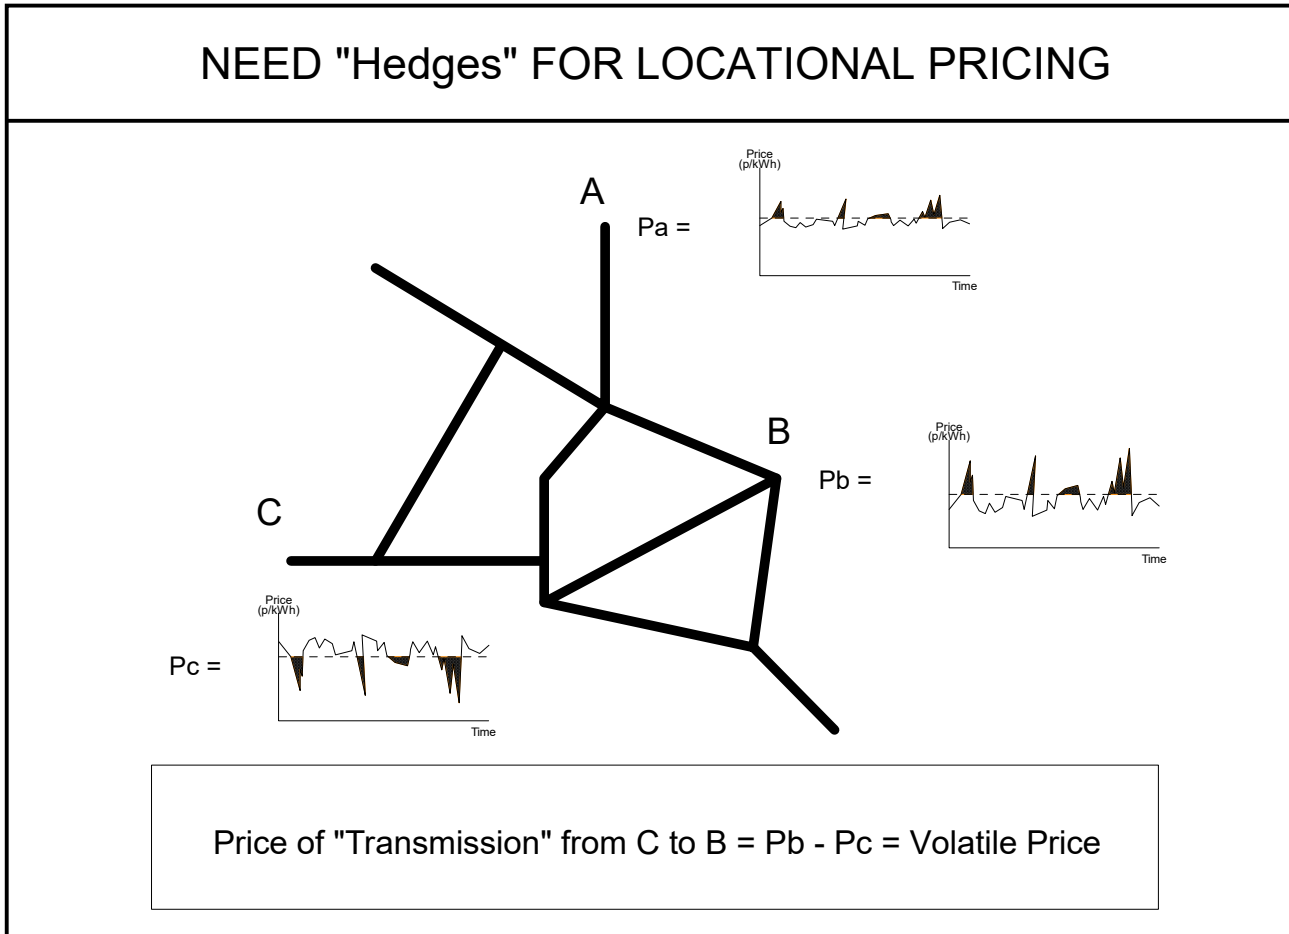 NEED "Hedges" FOR LOCATIONAL PRICING
A
Pa =
Price
(p/kWh)
Time
B
Pb =
Price
(p/kWh)
Time
C
Pc =
Price
(p/kWh)
Time
Price of "Transmission" from C to B = Pb - Pc = Volatile Price